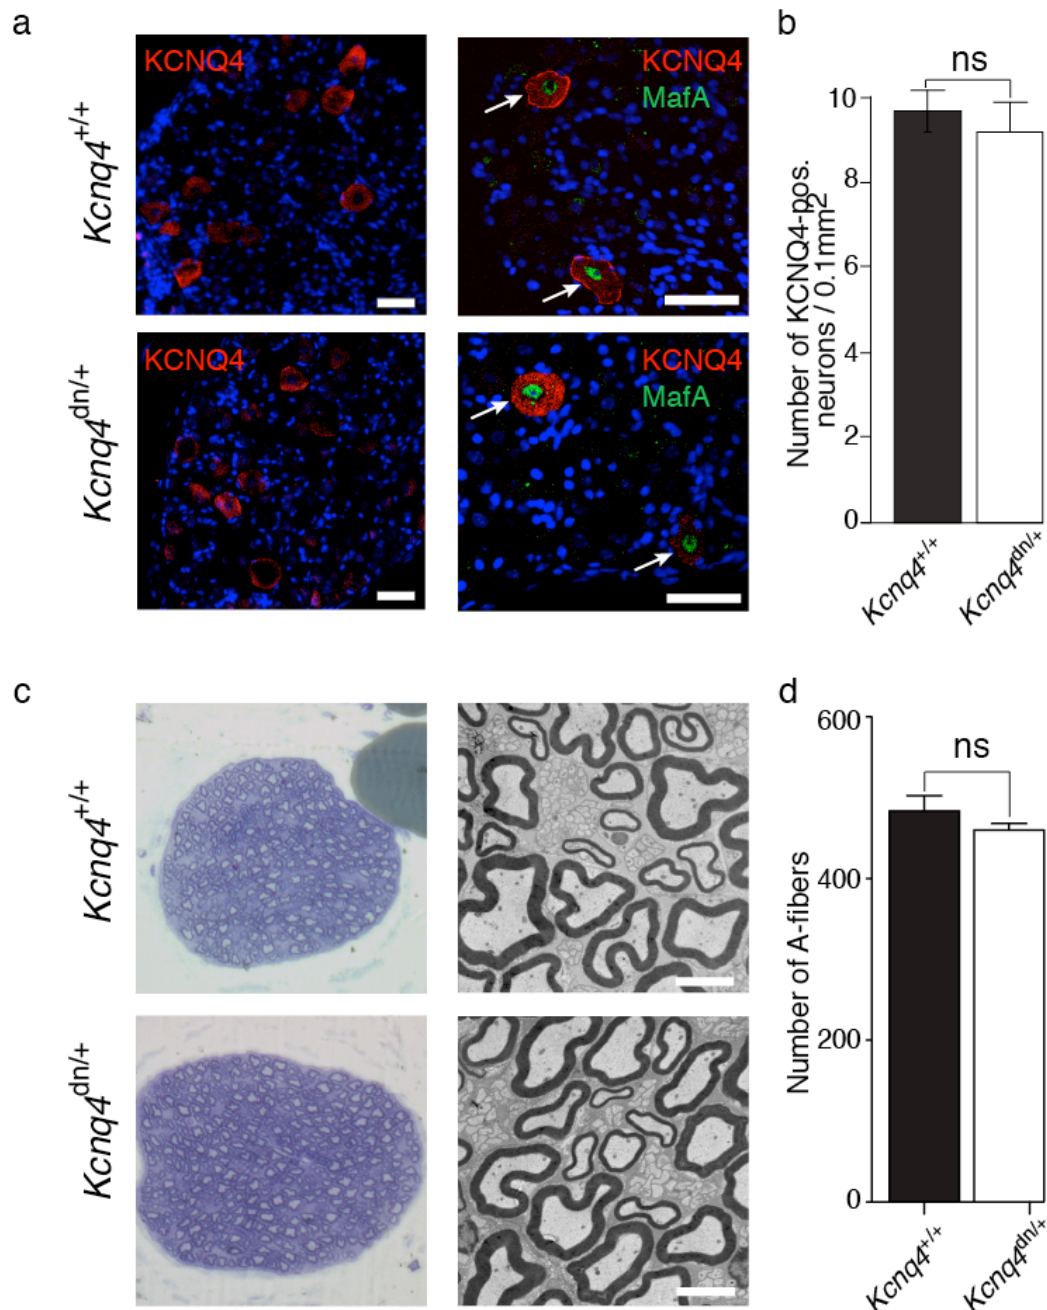 a
b
Kcnq4+/+
KCNQ4
KCNQ4
MafA
Kcnq4dn/+
KCNQ4
KCNQ4
MafA
ns
10
8
6
4
2
0
Number of KCNQ4-pos.
neurons / 0.1mm2
Kcnq4+/+
Kcnq4dn/+
c
d
Kcnq4+/+
Kcnq4dn/+
600
ns
400
200
0
Number of A-fibers
Kcnq4+/+
Kcnq4dn/+